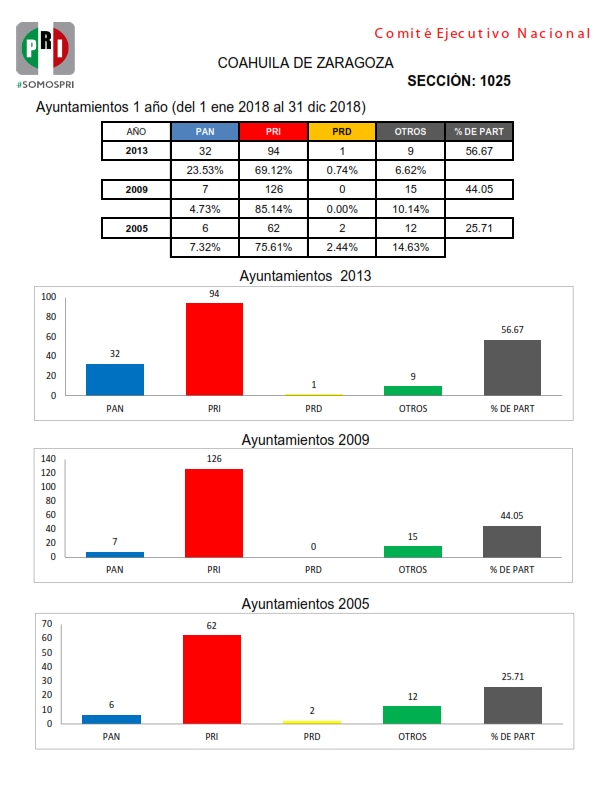 Comité Ejecutivo Nacional
PRI
#SOMOSPRI
COAHUILA DE ZARAGOZA
SECCIÓN: 1025
Ayuntamientos 1 año (del 1 ene 2018 al 31 dic 2018)
AÑO PAN PRI PRD OTROS % DE PART
2013 32 94 1 9 56.67
23.53% 69.12% 0.74% 6.62%
2009 7 126 0 15 44.05
4.73% 85.14% 0.00% 10.14%
2005 6 62 2 12 25.71
7.32% 75.61% 2.44% 14.63%
Ayuntamientos 2013
100
80
60
40
20
0
32 94 1 9 56.67
PAN PRI PRD OTROS % DE PART
Ayuntamientos 2009
140
120
100
80
60
40
20
0
7 126 0 15 44.05
PAN PRI PRD OTROS % DE PART
Ayuntamientos 2005
70
60
50
40
30
20
10
0
6 62 2 12 25.71
PAN PRI PRD OTROS % DE PART